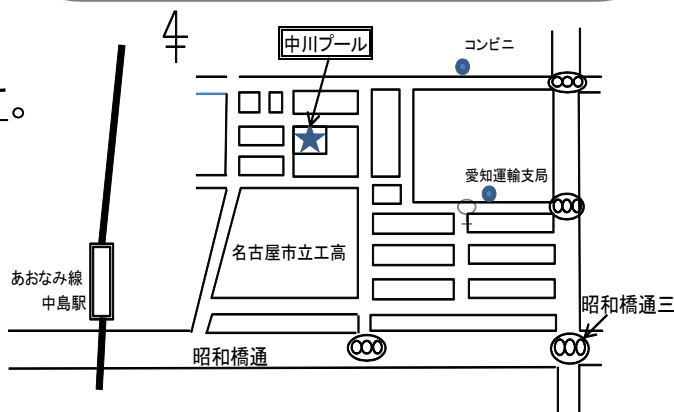 中川プール
コンビニ
。
愛知運輸支局
名古屋市立工高
あおなみ線
中島駅
昭和橋通三
昭和橋通